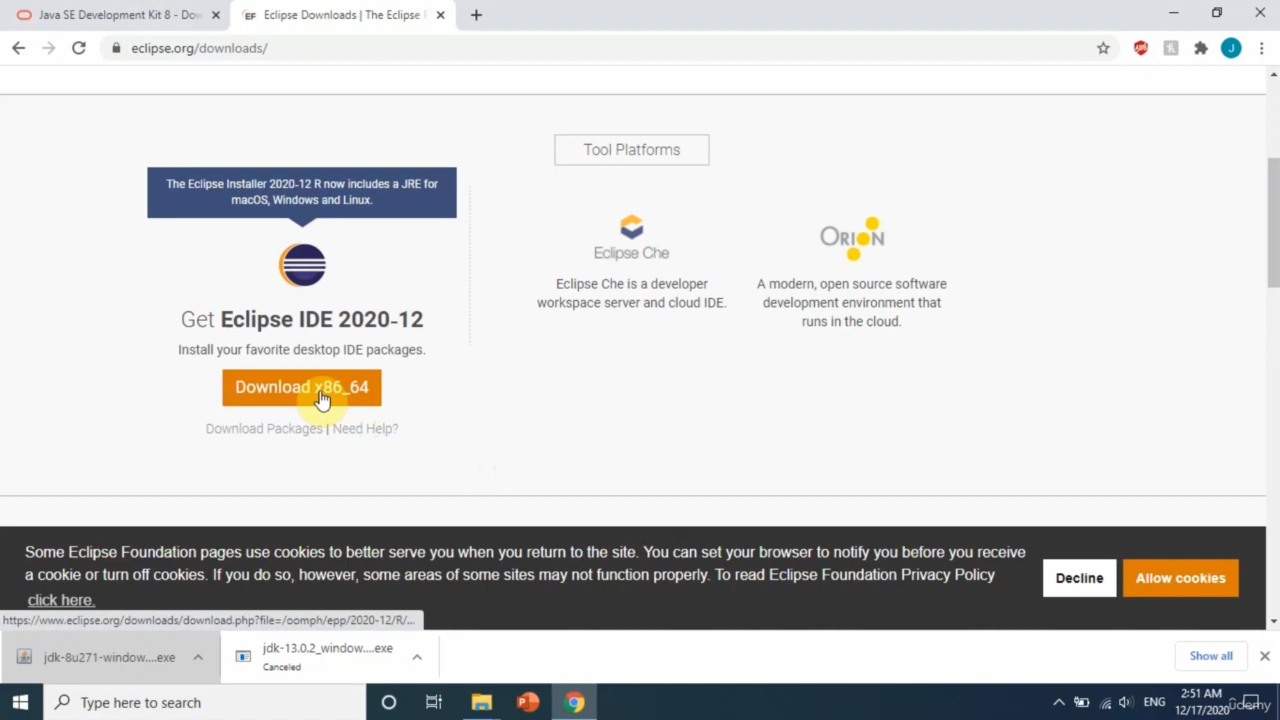 Java SE Development Kit 8 - Dow
EF Eclipse Downloads | The Eclipse F
eclipse.org/downloads/
J
Tool Platforms
The Eclipse Installer 2020-12 R now includes a JRE for
macOS, Windows and Linux.
Get Eclipse IDE 2020-12
Install your favorite desktop IDE packages.
Download x86_64
Download Packages | Need Help?
Eclipse Che
Eclipse Che is a developer
workspace server and cloud IDE.
ORION
A modern, open source software
development environment that
runs in the cloud.
Some Eclipse Foundation pages use cookies to better serve you when you return to the site. You can set your browser to notify you before you receive
a cookie or turn off cookies. If you do so, however, some areas of some sites may not function properly. To read Eclipse Foundation Privacy Policy
click here.
Decline
Allow cookies
https://www.eclipse.org/downloads/download.php?file=/oomph/epp/2020-12/R/...
jdk-8u271-window....exe
jdk-13.0.2_window....exe
Canceled
Show all
Type here to search
ENG
2:51 AM
12/17/2020
udemy